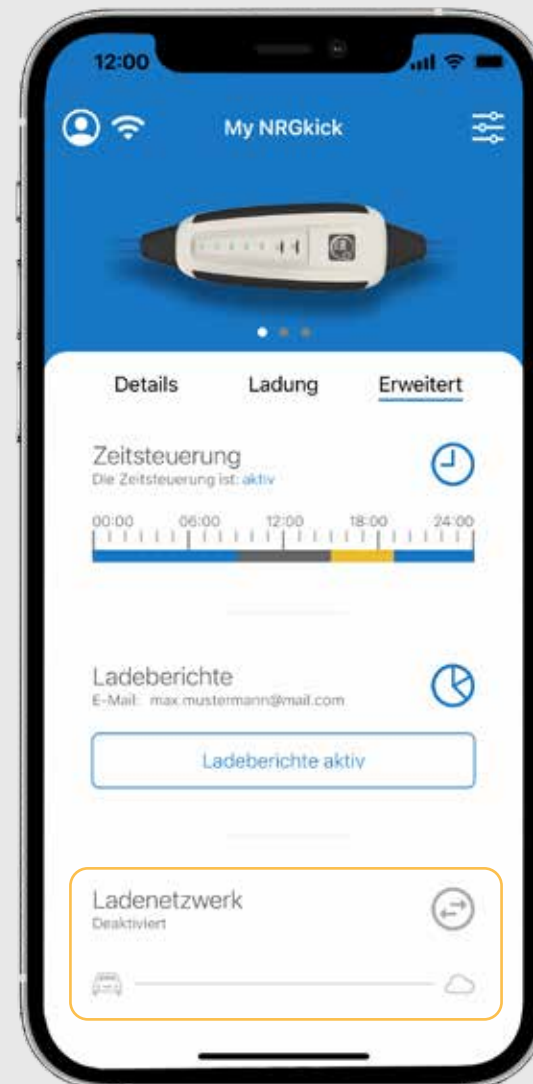 12:00
My NRGkick
Details Ladung Erweitert
Zeitsteuerung
Die Zeitsteuerung ist: aktiv
00:00 06:00 12:00 18:00 24:00
Ladeberichte
E-Mail: max.mustermann@mail.com
Ladeberichte aktiv
Ladenetzwerk
Deaktiviert